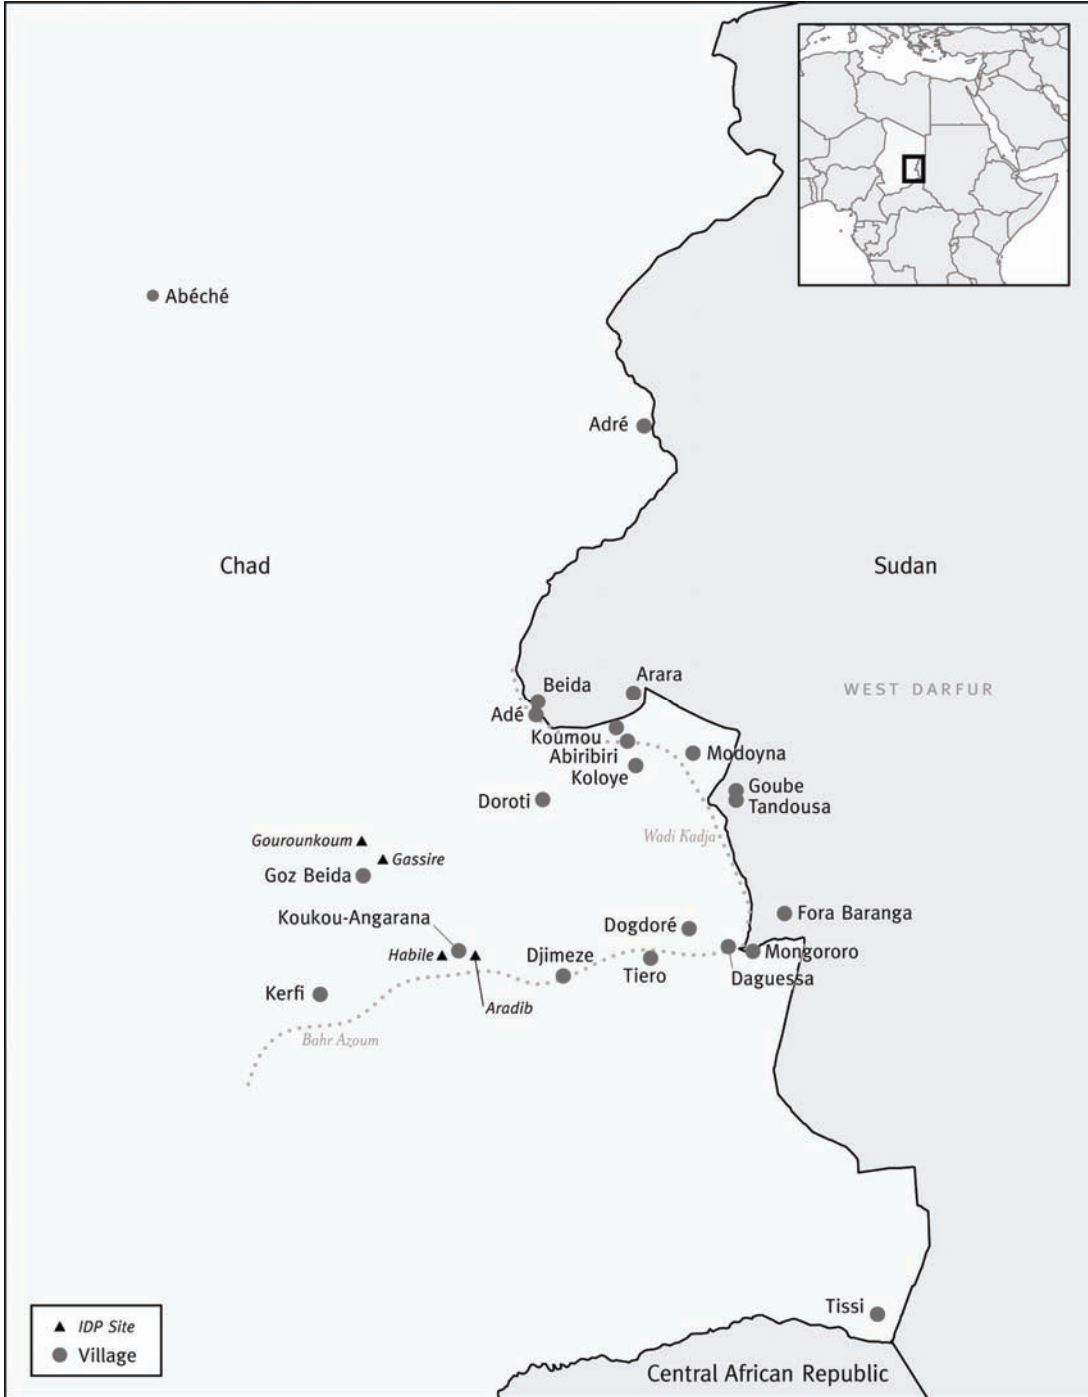 Abéché
Adré
Chad
Sudan
Arara
Beida
WEST DARFUR
Adé
Koumou
Abiribiri
Modoyna
Koloye
Goube
Doroti
Tandousa
Wadi Kadja
Gourounkoum
Gassire
Goz Beida
Koukou-Angarana
Dogdoré
Fora Baranga
Habile
Djimeze
Mongororo
Tiero
Daguessa
Kerfi
Aradib
Bahr Azoum
Tissi
IDP Site
Village
Central African Republic